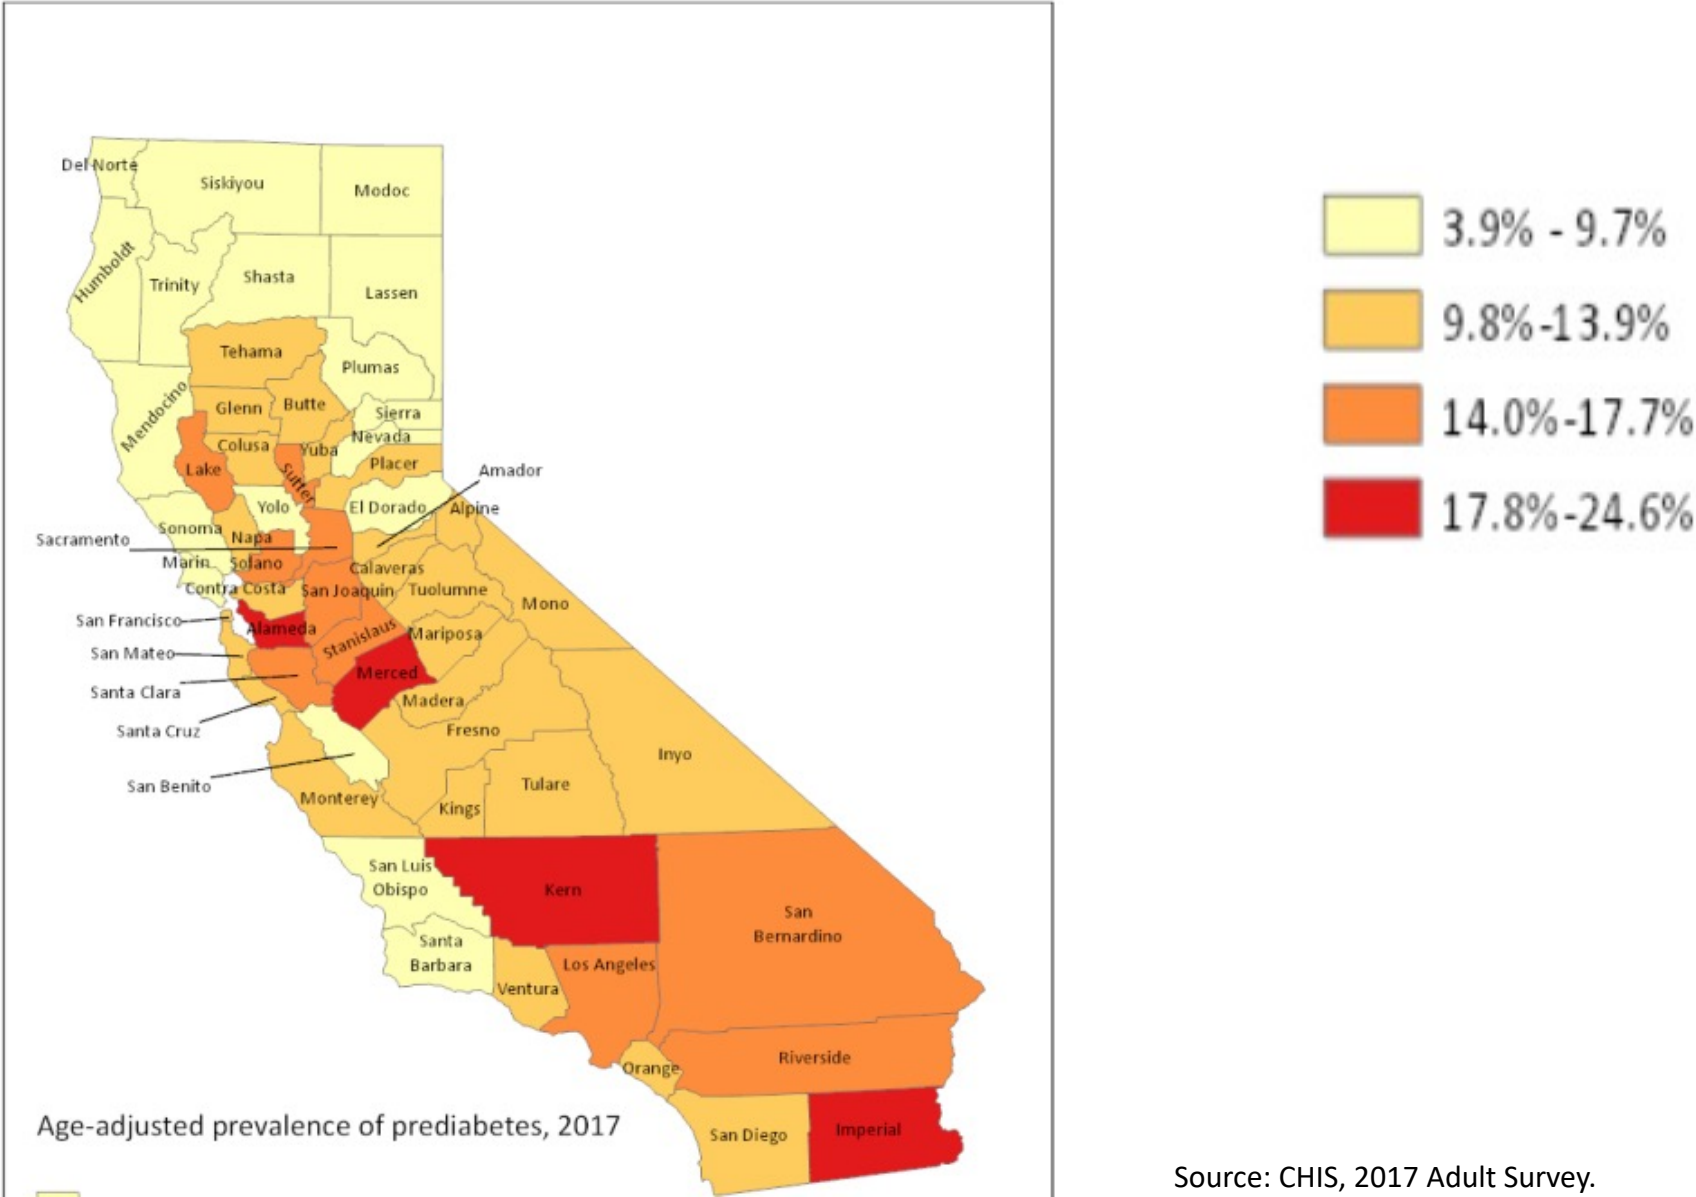 Del Norte
Siskiyou
Modoc
Humboldt
Trinity
Shasta
Lassen
Tehama
Plumas
Mendocino
Glenn
Butte
Sierra
Nevada
Colusa
Yuba
Placer
Lake
Sutter
Amador
Yolo
El Dorado
Alpine
Sonoma
Napa
Sacramento
Marin
Solano
Calaveras
Contra Costa
San Joaquin
Tuolumne
Mono
San Francisco
Alameda
Stanislaus
Mariposa
San Mateo
Merced
Santa Clara
Madera
Santa Cruz
Fresno
Inyo
San Benito
Monterey
Kings
Tulare
San Luis
Obispo
Kern
San
Bernardino
Santa
Barbara
Los Angeles
Ventura
Riverside
Orange
San Diego
Imperial
Age-adjusted prevalence of prediabetes, 2017
3.9% - 9.7%
9.8%-13.9%
14.0%-17.7%
17.8%-24.6%
Source: CHIS, 2017 Adult Survey.